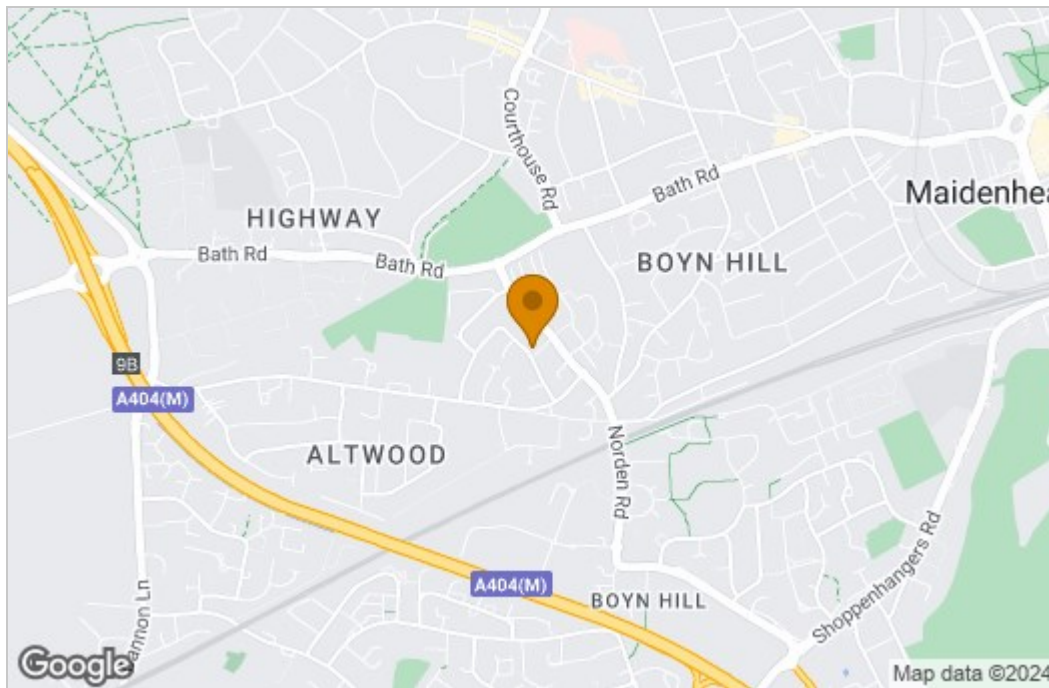 Courthouse Rd
Bath Rd
Maidenhea
HIGHWAY
Bath Rd
Bath Rd
BOYN HILL
9B
A404(M)
ALTWOOD
Norden Rd
A404(M)
BOYN HILL
Shoppenhangers Rd
annon Ln
Google
Map data ©2024